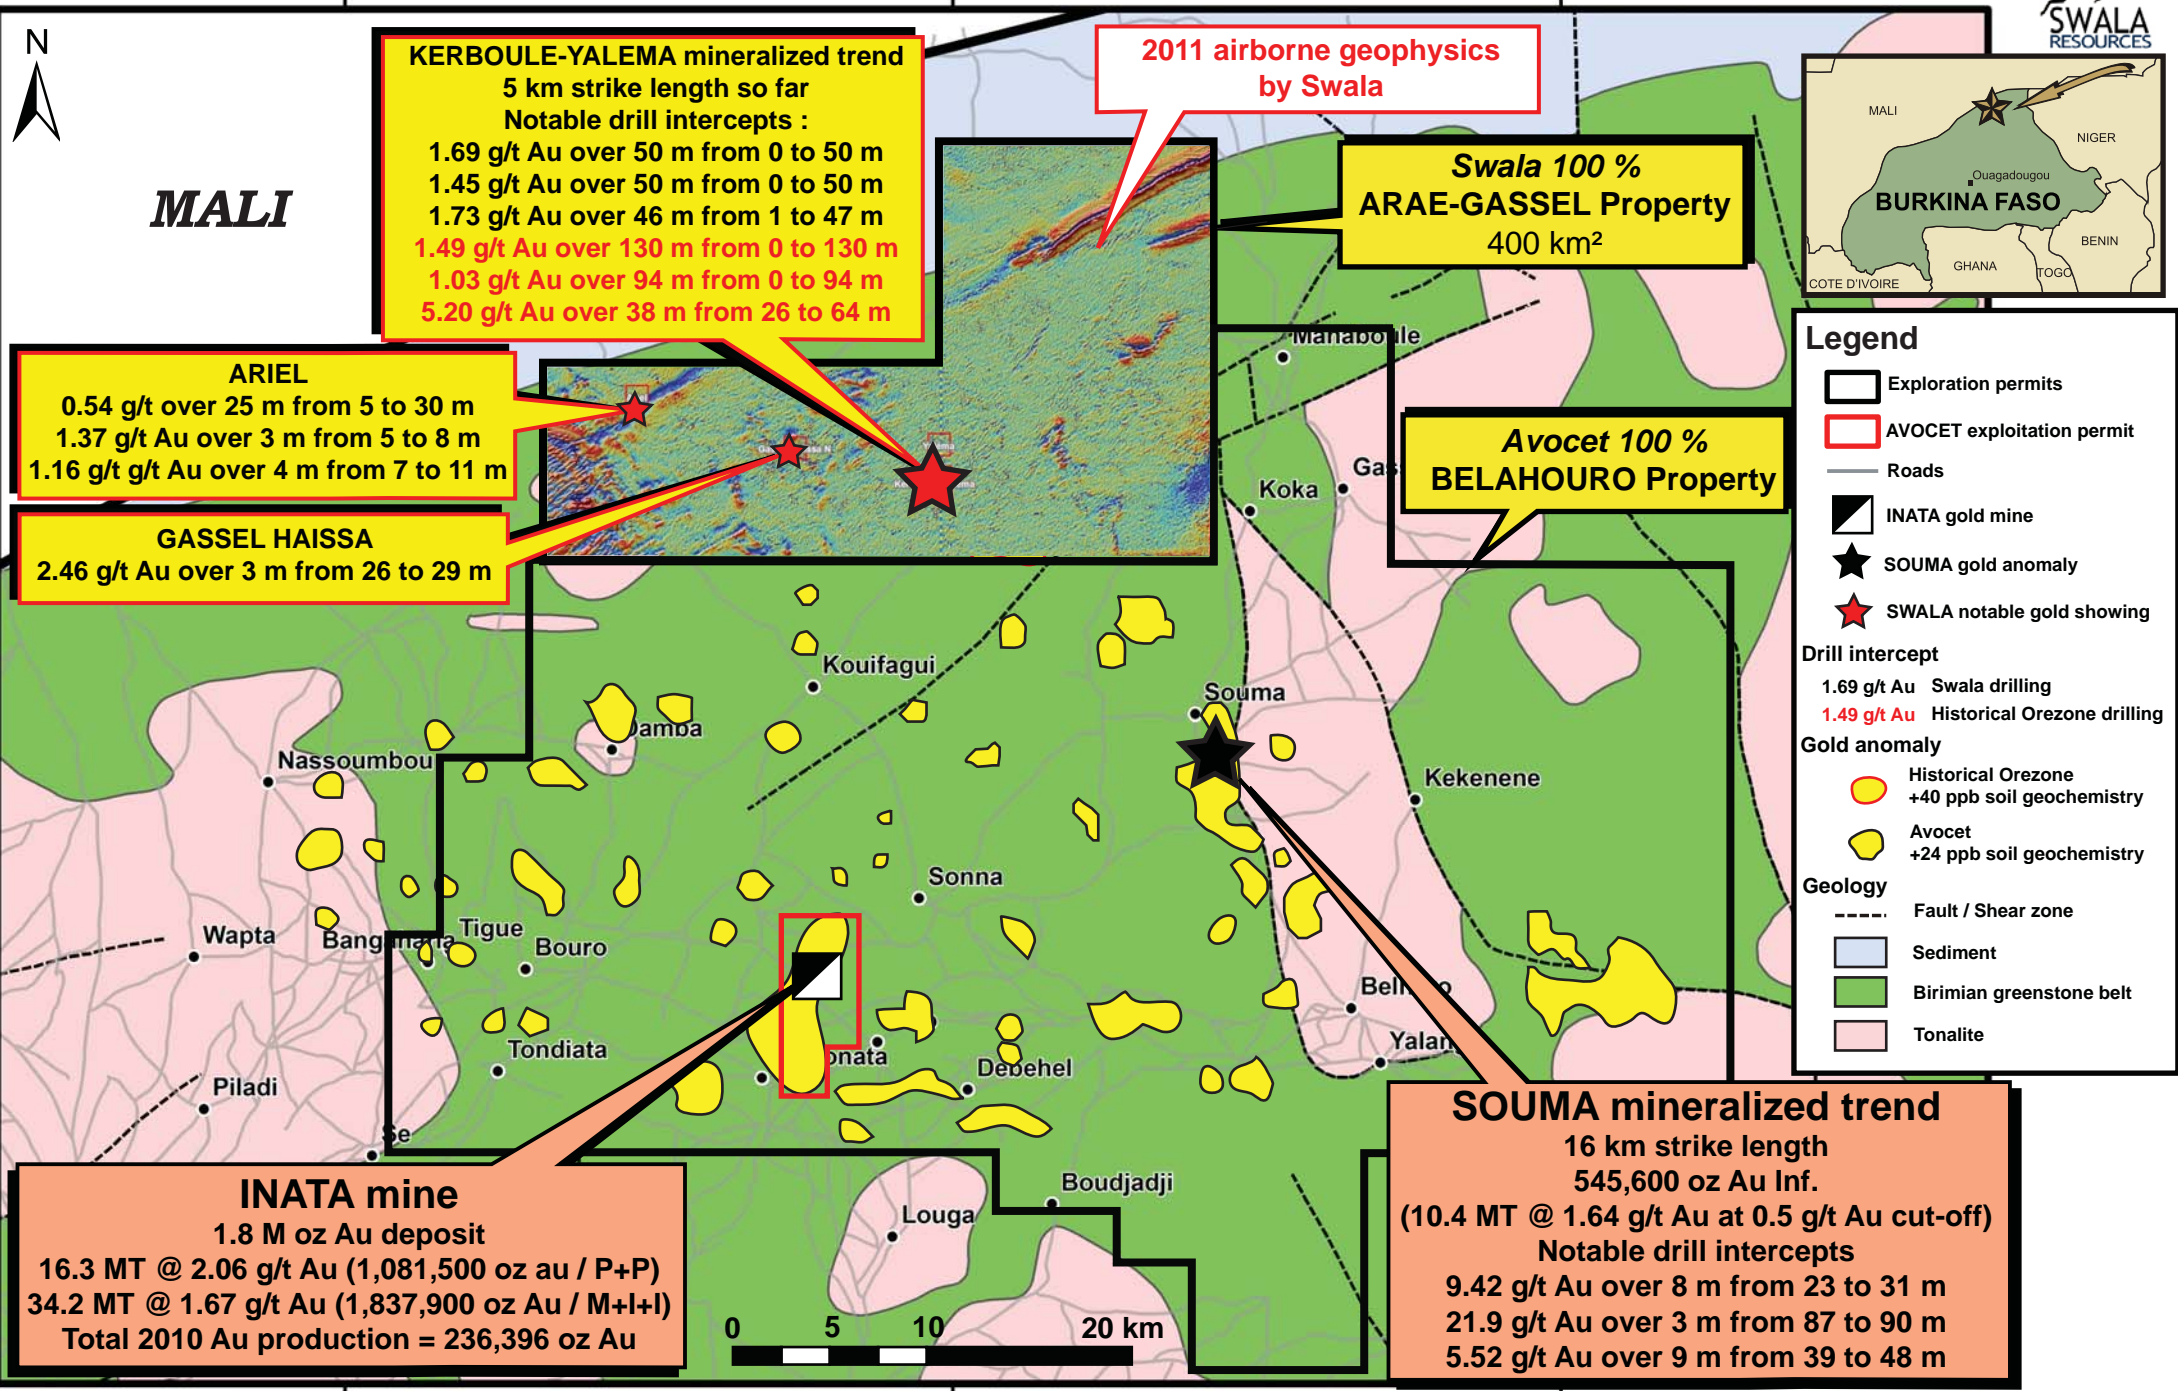 SWALA
RESOURCES
N
MALI
KERBOULE-YALEMA mineralized trend
5 km strike length so far
Notable drill intercepts :
1.69 g/t Au over 50 m from 0 to 50 m
1.45 g/t Au over 50 m from 0 to 50 m
1.73 g/t Au over 46 m from 1 to 47 m
1.49 g/t Au over 130 m from 0 to 130 m
1.03 g/t Au over 94 m from 0 to 94 m
5.20 g/t Au over 38 m from 26 to 64 m
2011 airborne geophysics
by Swala
Swala 100 %
ARAE-GASSEL Property
400 km²
MALI
NIGER
Ouagadougou
BURKINA FASO
BENIN
GHANA
TOGO
COTE D'IVOIRE
ARIEL
0.54 g/t over 25 m from 5 to 30 m
1.37 g/t Au over 3 m from 5 to 8 m
1.16 g/t g/t Au over 4 m from 7 to 11 m
GASSEL HAISSA
2.46 g/t Au over 3 m from 26 to 29 m
Avocet 100 %
BELAHOURO Property
Manaboule
Gas
Koka
Kouifagui
Souma
Damba
Nassoumbou
Kekenene
Sonna
Wapta
Tigue
Bouro
Tondiata
onata
Debehel
Yalan
Piladi
Se
Boudjadji
Louga
Legend
Exploration permits
AVOCET exploitation permit
Roads
INATA gold mine
SOUMA gold anomaly
SWALA notable gold showing
Drill intercept
1.69 g/t Au Swala drilling
1.49 g/t Au Historical Orezone drilling
Gold anomaly
Historical Orezone
+40 ppb soil geochemistry
Avocet
+24 ppb soil geochemistry
Geology
Fault / Shear zone
Sediment
Birimian greenstone belt
Tonalite
INATA mine
1.8 M oz Au deposit
16.3 MT @ 2.06 g/t Au (1,081,500 oz au / P+P)
34.2 MT @ 1.67 g/t Au (1,837,900 oz Au / M+I+I)
Total 2010 Au production = 236,396 oz Au
0 5 10 20 km
SOUMA mineralized trend
16 km strike length
545,600 oz Au Inf.
(10.4 MT @ 1.64 g/t Au at 0.5 g/t Au cut-off)
Notable drill intercepts
9.42 g/t Au over 8 m from 23 to 31 m
21.9 g/t Au over 3 m from 87 to 90 m
5.52 g/t Au over 9 m from 39 to 48 m